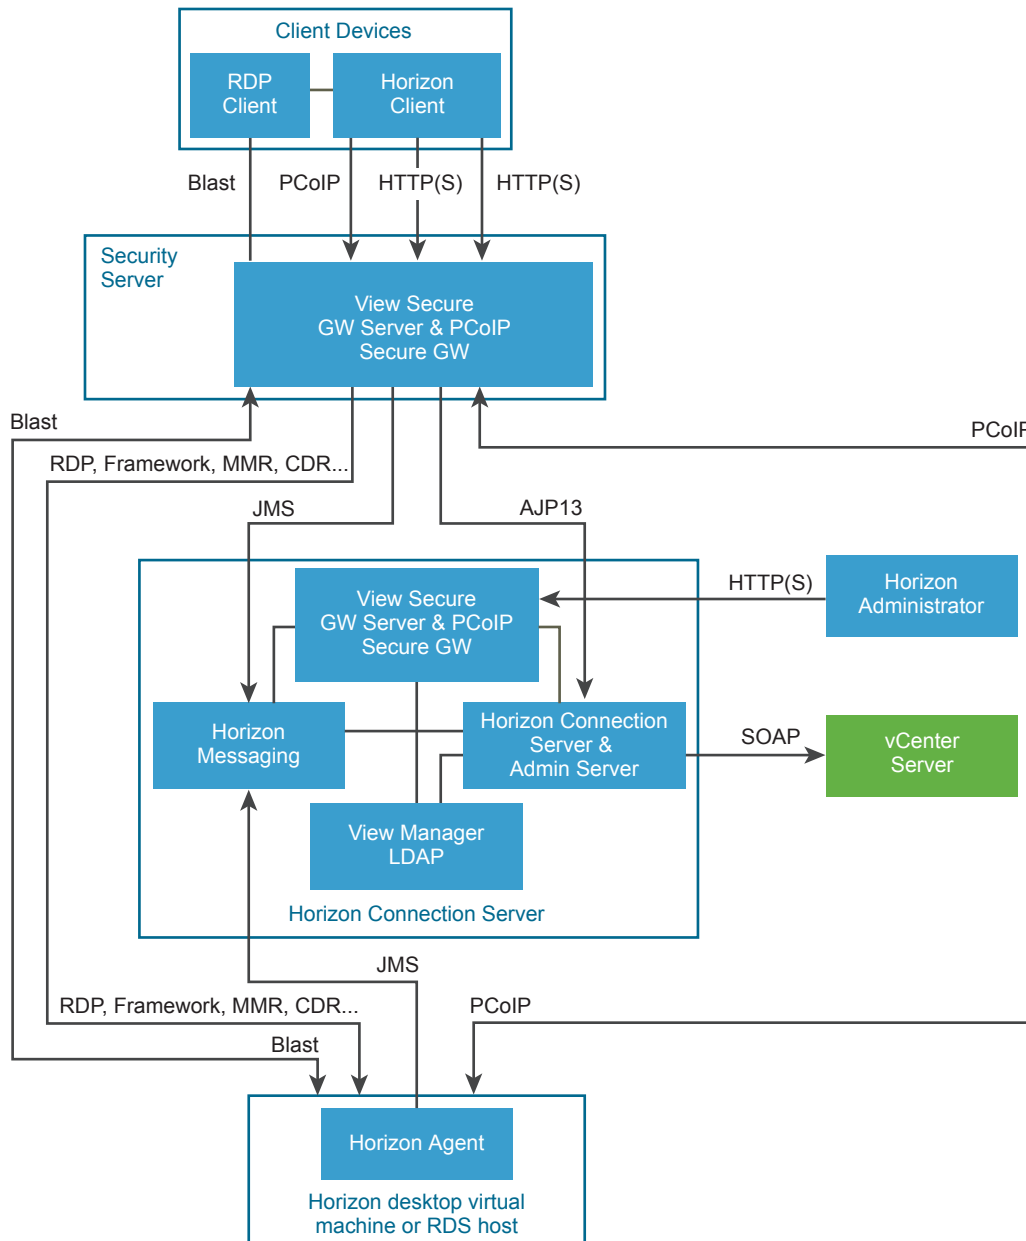 Client Devices
RDP
Client
Horizon
Client
Blast
PCoIP
HTTP(S)
HTTP(S)
Security
Server
View Secure
GW Server & PCoIP
Secure GW
Blast
PCoIP
RDP, Framework, MMR, CDR...
JMS
AJP13
View Secure
GW Server & PCoIP
Secure GW
HTTP(S)
Horizon
Administrator
Horizon
Messaging
Horizon Connection
Server &
Admin Server
SOAP
vCenter
Server
View Manager
LDAP
Horizon Connection Server
JMS
RDP, Framework, MMR, CDR...
PCoIP
Blast
Horizon Agent
Horizon desktop virtual
machine or RDS host